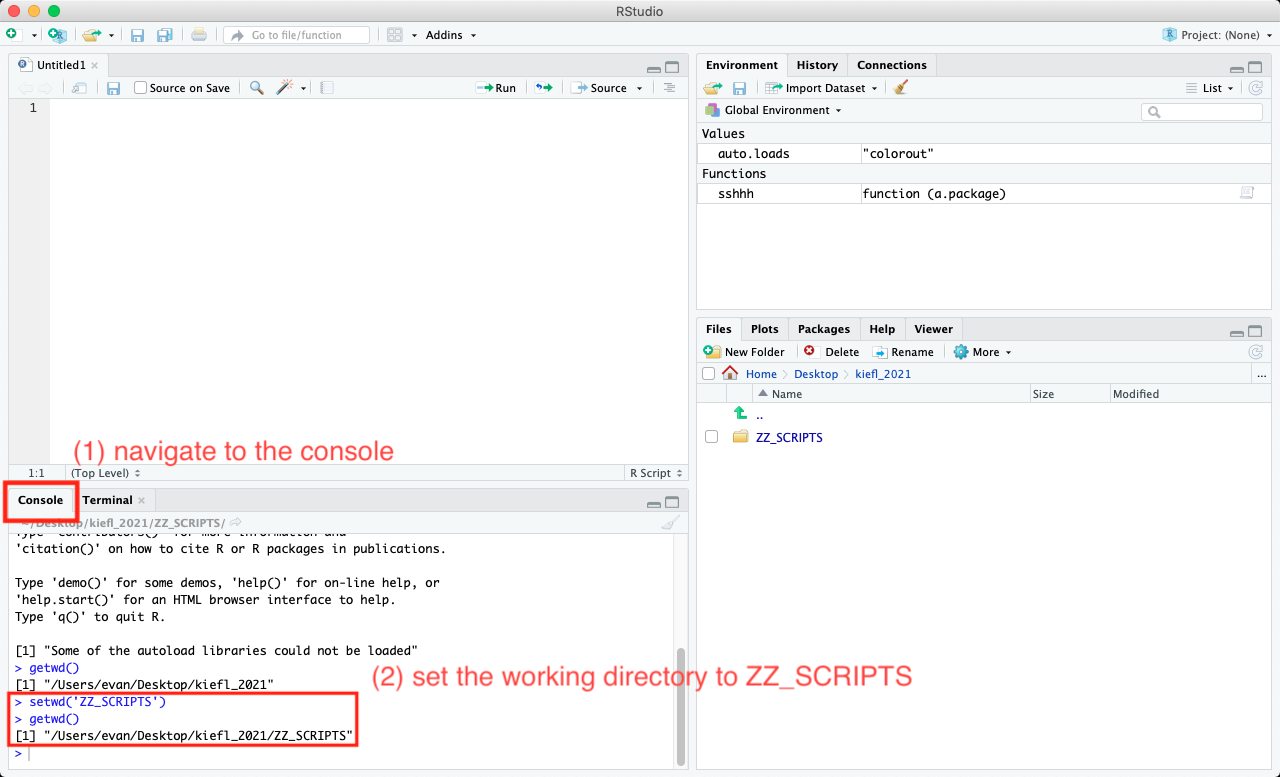 RStudio
Go to file/function
Addins
Project: (None)
Untitled1
Source on Save
Run
Source
1
(1) navigate to the console
1:1
(Top Level)
R Script
Console
Terminal
~/Desktop/kiefl_2021/ZZ_SCRIPTS/
Type 'contributors()' for more information and
'citation()' on how to cite R or R packages in publications.
Type 'demo()' for some demos, 'help()' for on-line help, or
'help.start()' for an HTML browser interface to help.
Type 'q()' to quit R.
[1] "Some of the autoload libraries could not be loaded"
> getwd()
[1] "/Users/evan/Desktop/kiefl_2021"
> setwd('ZZ_SCRIPTS')
> getwd()
[1] "/Users/evan/Desktop/kiefl_2021/ZZ_SCRIPTS"
>
(2) set the working directory to ZZ_SCRIPTS
Environment
History
Connections
Import Dataset
List
Global Environment
Values
auto.loads "colorout"
Functions
sshhh function (a.package)
Files
Plots
Packages
Help
Viewer
New Folder
Delete
Rename
More
Home
Desktop
kiefl_2021
...
Name
Size
Modified
..
ZZ_SCRIPTS